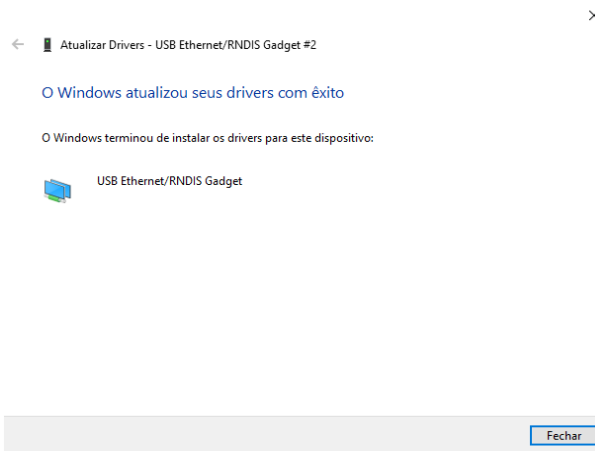 Atualizar Drivers - USB Ethernet/RNDIS Gadget #2
O Windows atualizou seus drivers com êxito
O Windows terminou de instalar os drivers para este dispositivo:
USB Ethernet/RNDIS Gadget
Fechar